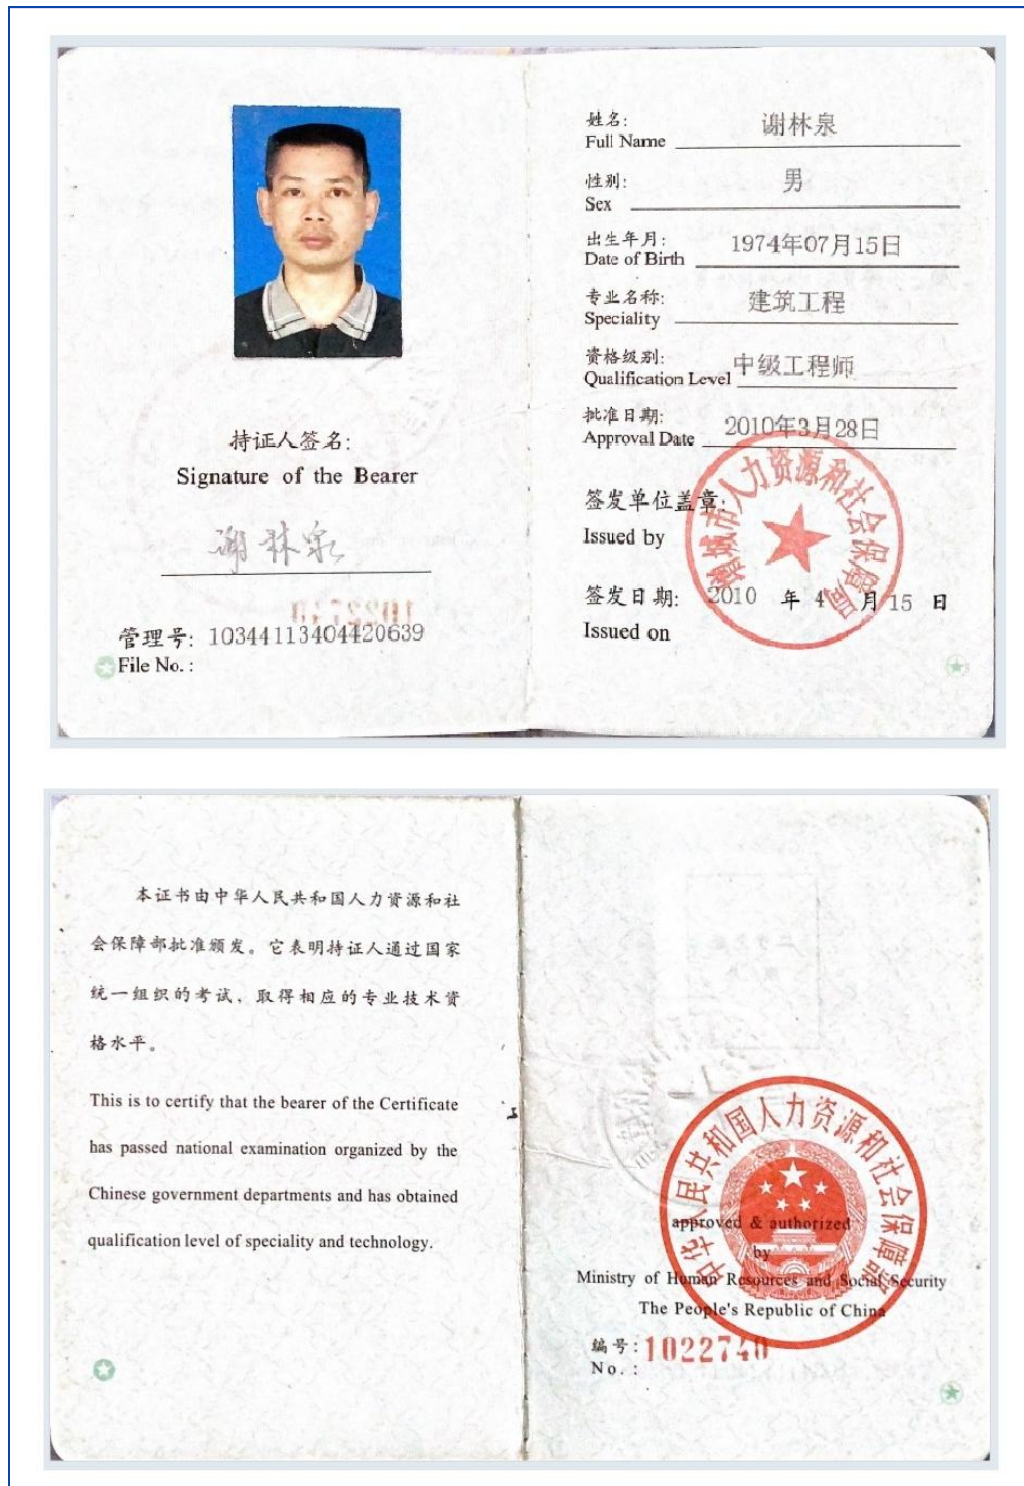 姓名:
Full Name 谢林泉
性别:
Sex 男
出生年月:
Date of Birth 1974年07月15日
专业名称:
Speciality 建筑工程
资格级别:
Qualification Level 中级工程师
批准日期:
Approval Date 2010年3月28日
持证人签名:
Signature of the Bearer
谢林泉
管理号: 10344113404420639
File No. :
签发单位盖章:
Issued by
市人力资源和社会保障局
签发日期: 2010 年 4 月 15 日
Issued on
本证书由中华人民共和国人力资源和社
会保障部批准颁发。它表明持证人通过国家
统一组织的考试、取得相应的专业技术资
格水平。
This is to certify that the bearer of the Certificate
has passed national examination organized by the
Chinese government departments and has obtained
qualification level of speciality and technology.
中华人民共和国人力资源和社会保障部
approved & authorized
by
Ministry of Human Resources and Social Security
The People's Republic of China
编号: 1022740
No. :